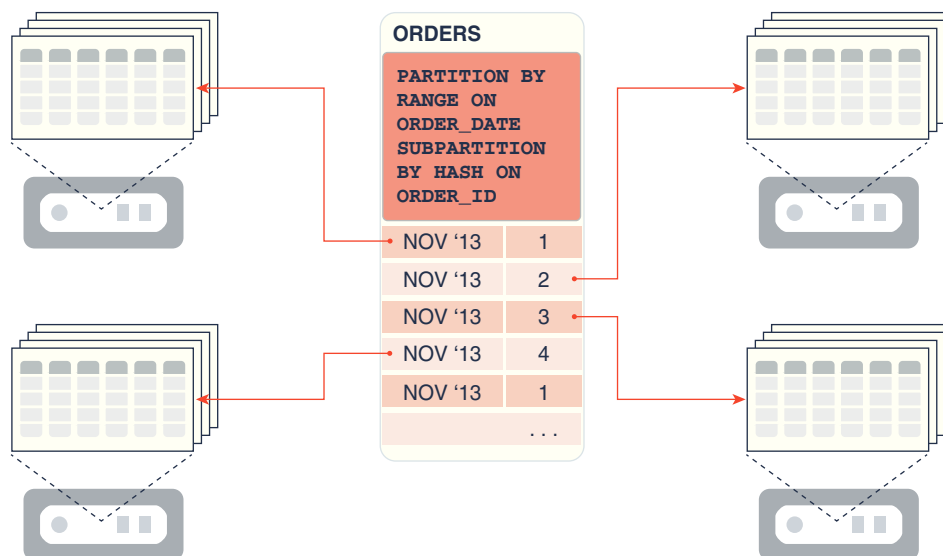 ORDERS
PARTITION BY
RANGE ON
ORDER_DATE
SUBPARTITION
BY HASH ON
ORDER_ID
NOV ‘13 1
NOV ‘13 2
NOV ‘13 3
NOV ‘13 4
NOV ‘13 1
. . .